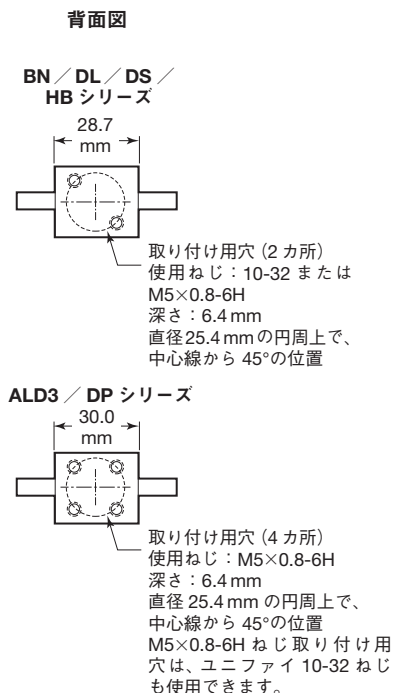 背面図
BN／DL／DS／
HB シリーズ
28.7
mm
取り付け用穴（2 カ所）
使用ねじ：10-32 または
M5×0.8-6H
深さ：6.4 mm
直径25.4 mmの円周上で、
中心線から 45°の位置
ALD3／DP シリーズ
30.0
mm
取り付け用穴（4 カ所）
使用ねじ：M5×0.8-6H
深さ：6.4 mm
直径 25.4 mm の円周上で、
中心線から 45°の位置
M5×0.8-6H ねじ取り付け用
穴は、ユニファイ 10-32 ねじ
も使用できます。